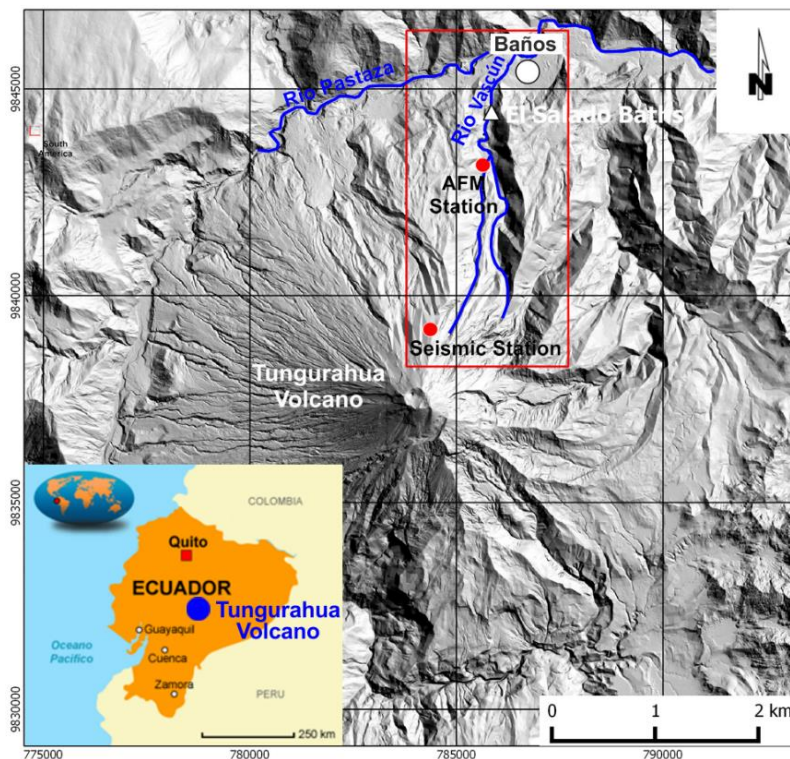 Baños
N
9845000
Río Pastaza
Río Vascún
El Salado Baths
South
America
AFM
Station
9840000
Seismic Station
Tungurahua
Volcano
9835000
COLOMBIA
Quito
ECUADOR
Tungurahua
Volcano
Guayaquil
Oceano
Pacifico
Cuenca
Zamora
PERU
250 km
9830000
0 1 2 km
775000 780000 785000 790000